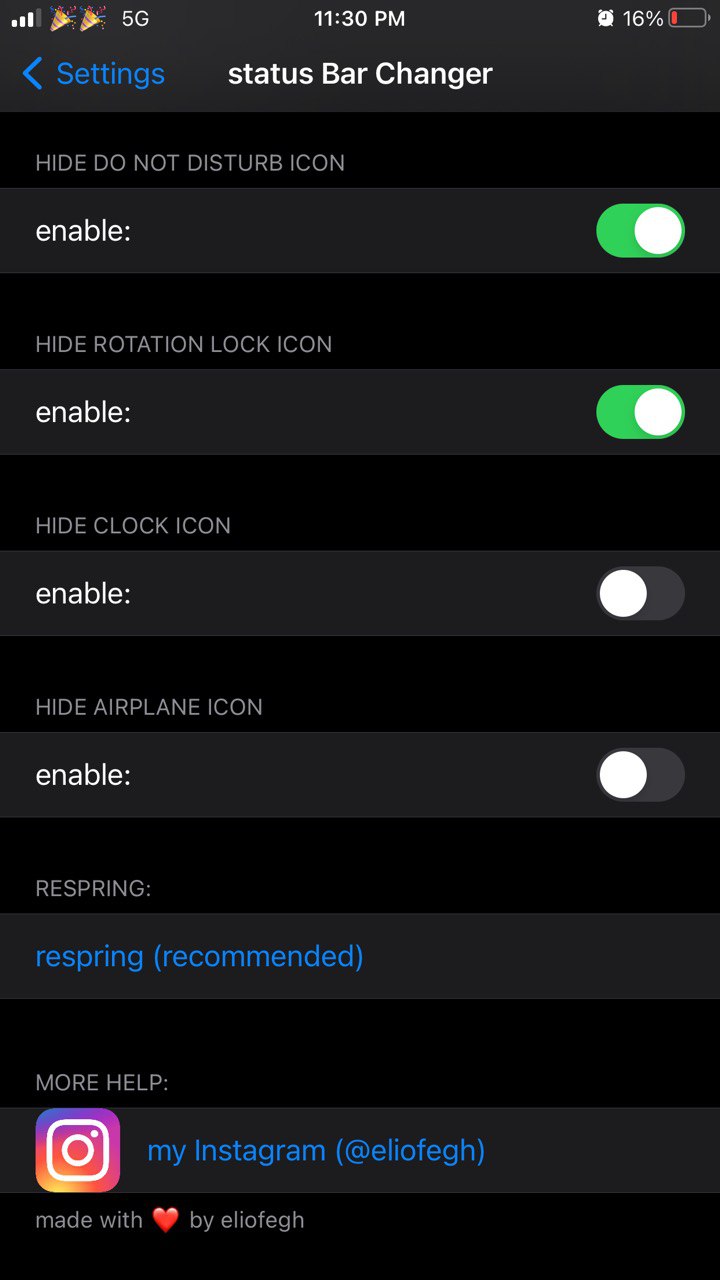 🎉🎉 5G 11:30 PM 16%
Settings status Bar Changer
HIDE DO NOT DISTURB ICON
enable:
HIDE ROTATION LOCK ICON
enable:
HIDE CLOCK ICON
enable:
HIDE AIRPLANE ICON
enable:
RESPRING:
respring (recommended)
MORE HELP:
my Instagram (@eliofegh)
made with ❤️ by eliofegh